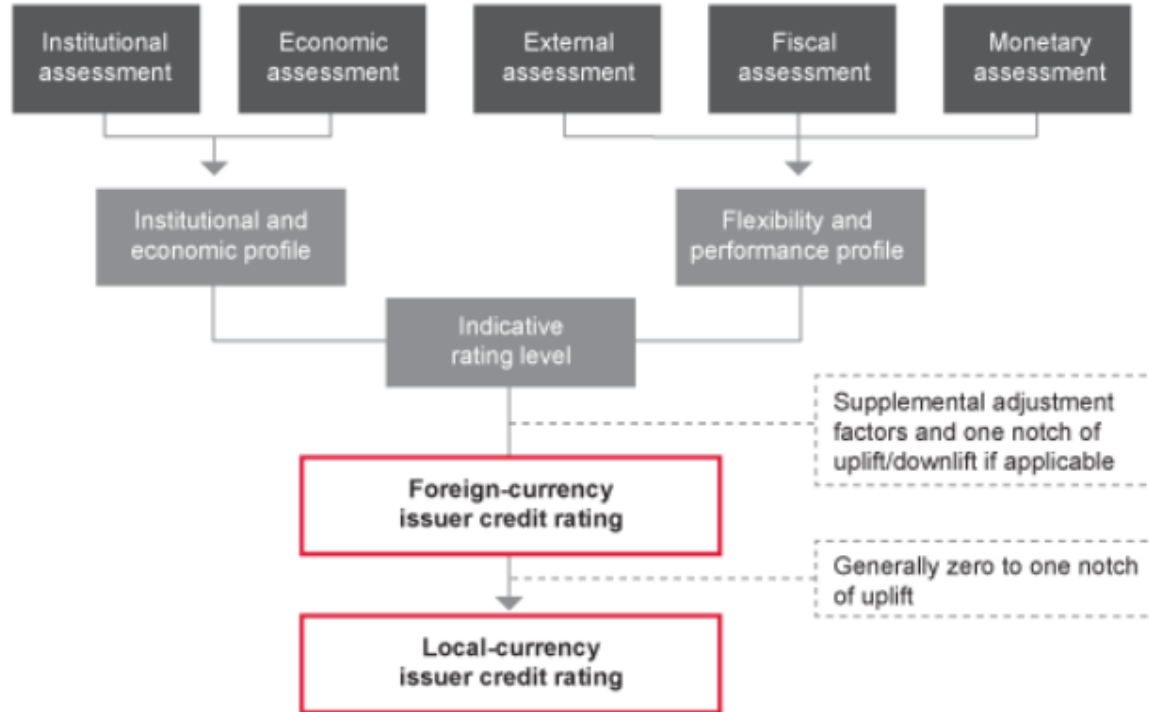 Institutional
assessment
Economic
assessment
External
assessment
Fiscal
assessment
Monetary
assessment
Institutional and
economic profile
Flexibility and
performance profile
Indicative
rating level
Supplemental adjustment
factors and one notch of
uplift/downlift if applicable
Foreign-currency
issuer credit rating
Generally zero to one notch
of uplift
Local-currency
issuer credit rating